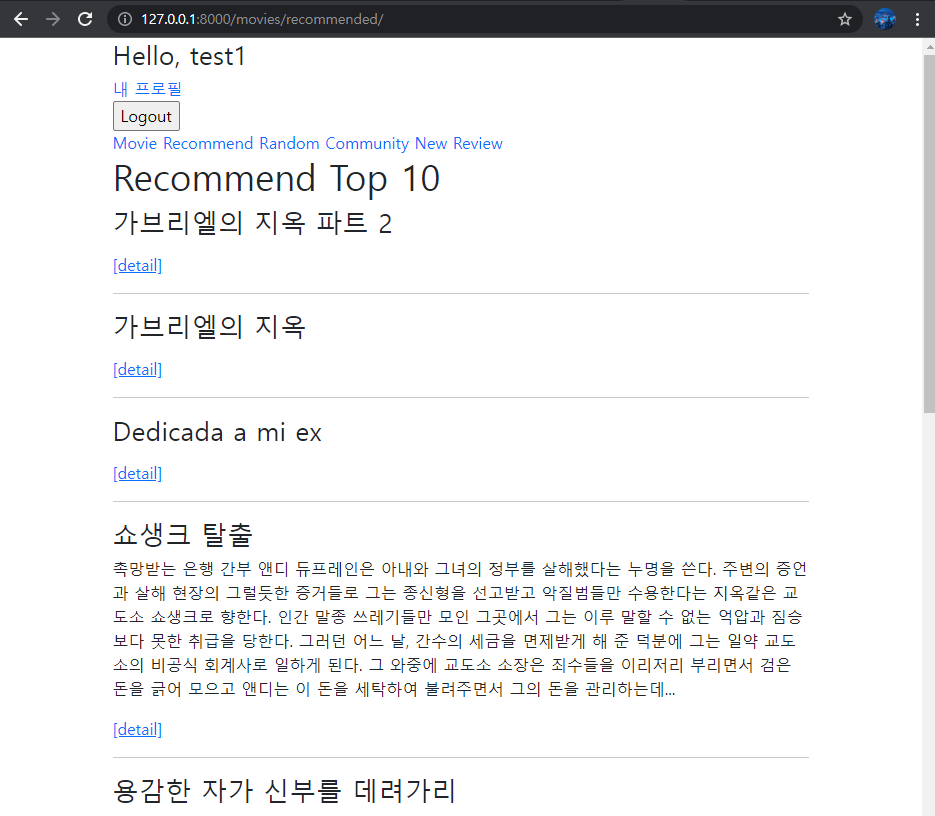 127.0.0.1:8000/movies/recommended/
Hello, test1
내 프로필
Logout
Movie Recommend Random Community New Review
Recommend Top 10
가브리엘의 지옥 파트 2
[detail]
가브리엘의 지옥
[detail]
Dedicada a mi ex
[detail]
쇼생크 탈출
촉망받는 은행 간부 앤디 듀프레인은 아내와 그녀의 정부를 살해했다는 누명을 쓴다. 주변의 증언
과 살해 현장의 그럴듯한 증거들로 그는 종신형을 선고받고 악질범들만 수용한다는 지옥같은 교
도소 쇼생크로 향한다. 인간 말종 쓰레기들만 모인 그곳에서 그는 이루 말할 수 없는 억압과 짐승
보다 못한 취급을 당한다. 그러던 어느 날, 간수의 세금을 면제받게 해 준 덕분에 그는 일약 교도
소의 비공식 회계사로 일하게 된다. 그 와중에 교도소 소장은 죄수들을 이리저리 부리면서 검은
돈을 긁어 모으고 앤디는 이 돈을 세탁하여 불려주면서 그의 돈을 관리하는데...
[detail]
용감한 자가 신부를 데려가리